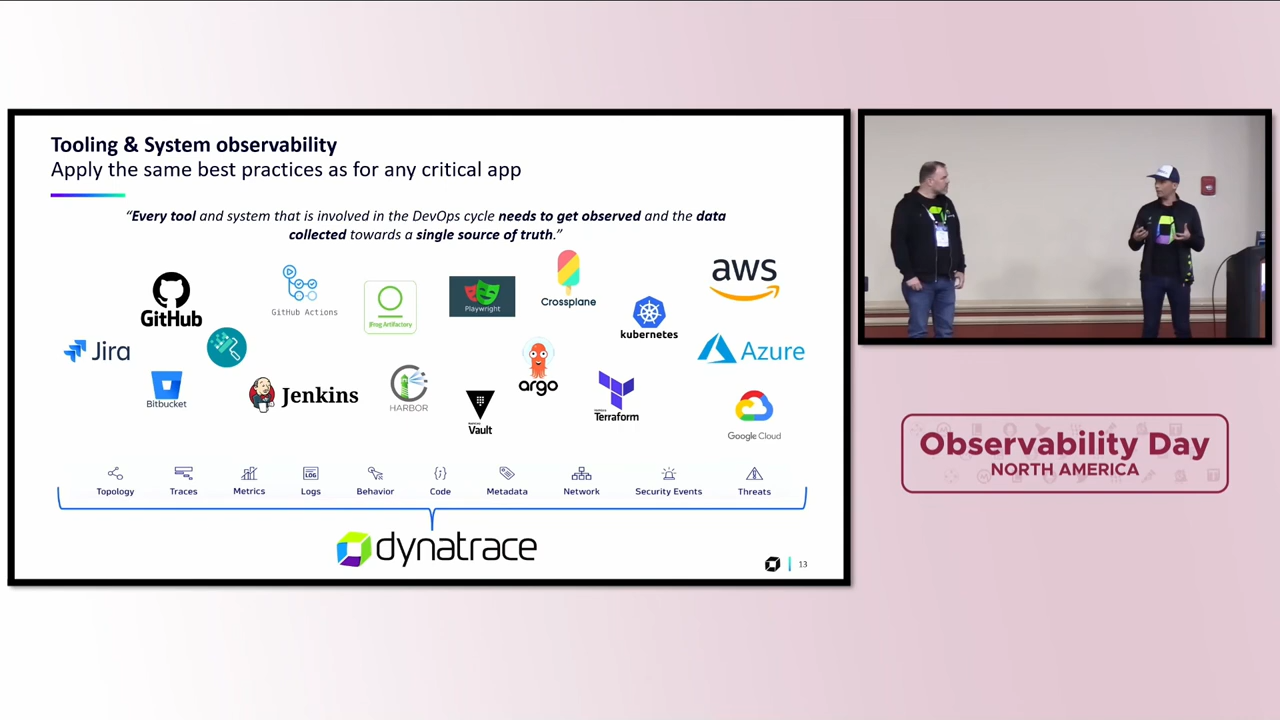 Tooling & System observability
Apply the same best practices as for any critical app
“Every tool and system that is involved in the DevOps cycle needs to get observed and the data
collected towards a single source of truth.”
GitHub
GitHub Actions
JFrog Artifactory
Playwright
Crossplane
kubernetes
aws
Jira
Bitbucket
Jenkins
HARBOR
Vault
argo
Terraform
Azure
Google Cloud
Topology
Traces
Metrics
LOG
Logs
Behavior
Code
Metadata
Network
Security Events
Threats
dynatrace
13
Observability Day
NORTH AMERICA